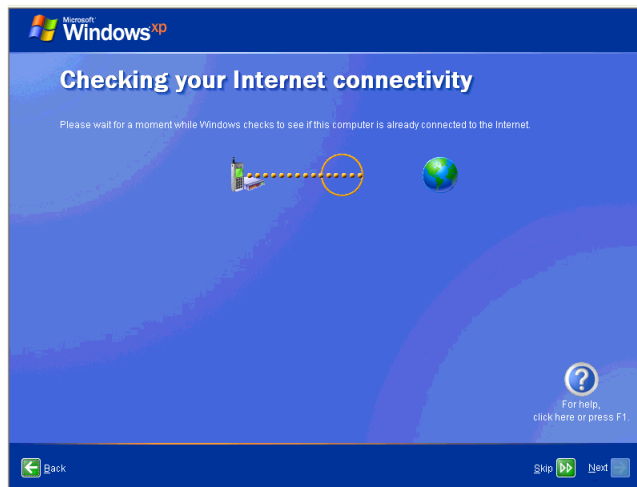 Microsoft
Windows xp
Checking your Internet connectivity
Please wait for a moment while Windows checks to see if this computer is already connected to the Internet.
For help,
click here or press F1.
Back
Skip
Next